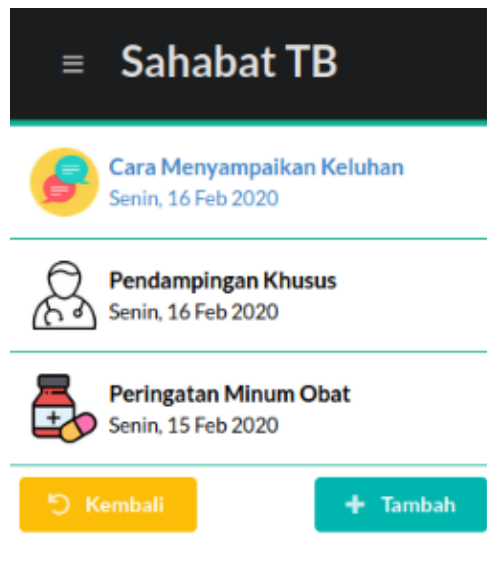 Sahabat TB
Cara Menyampaikan Keluhan
Senin, 16 Feb 2020
Pendampingan Khusus
Senin, 16 Feb 2020
Peringatan Minum Obat
Senin, 15 Feb 2020
Kembali
Tambah